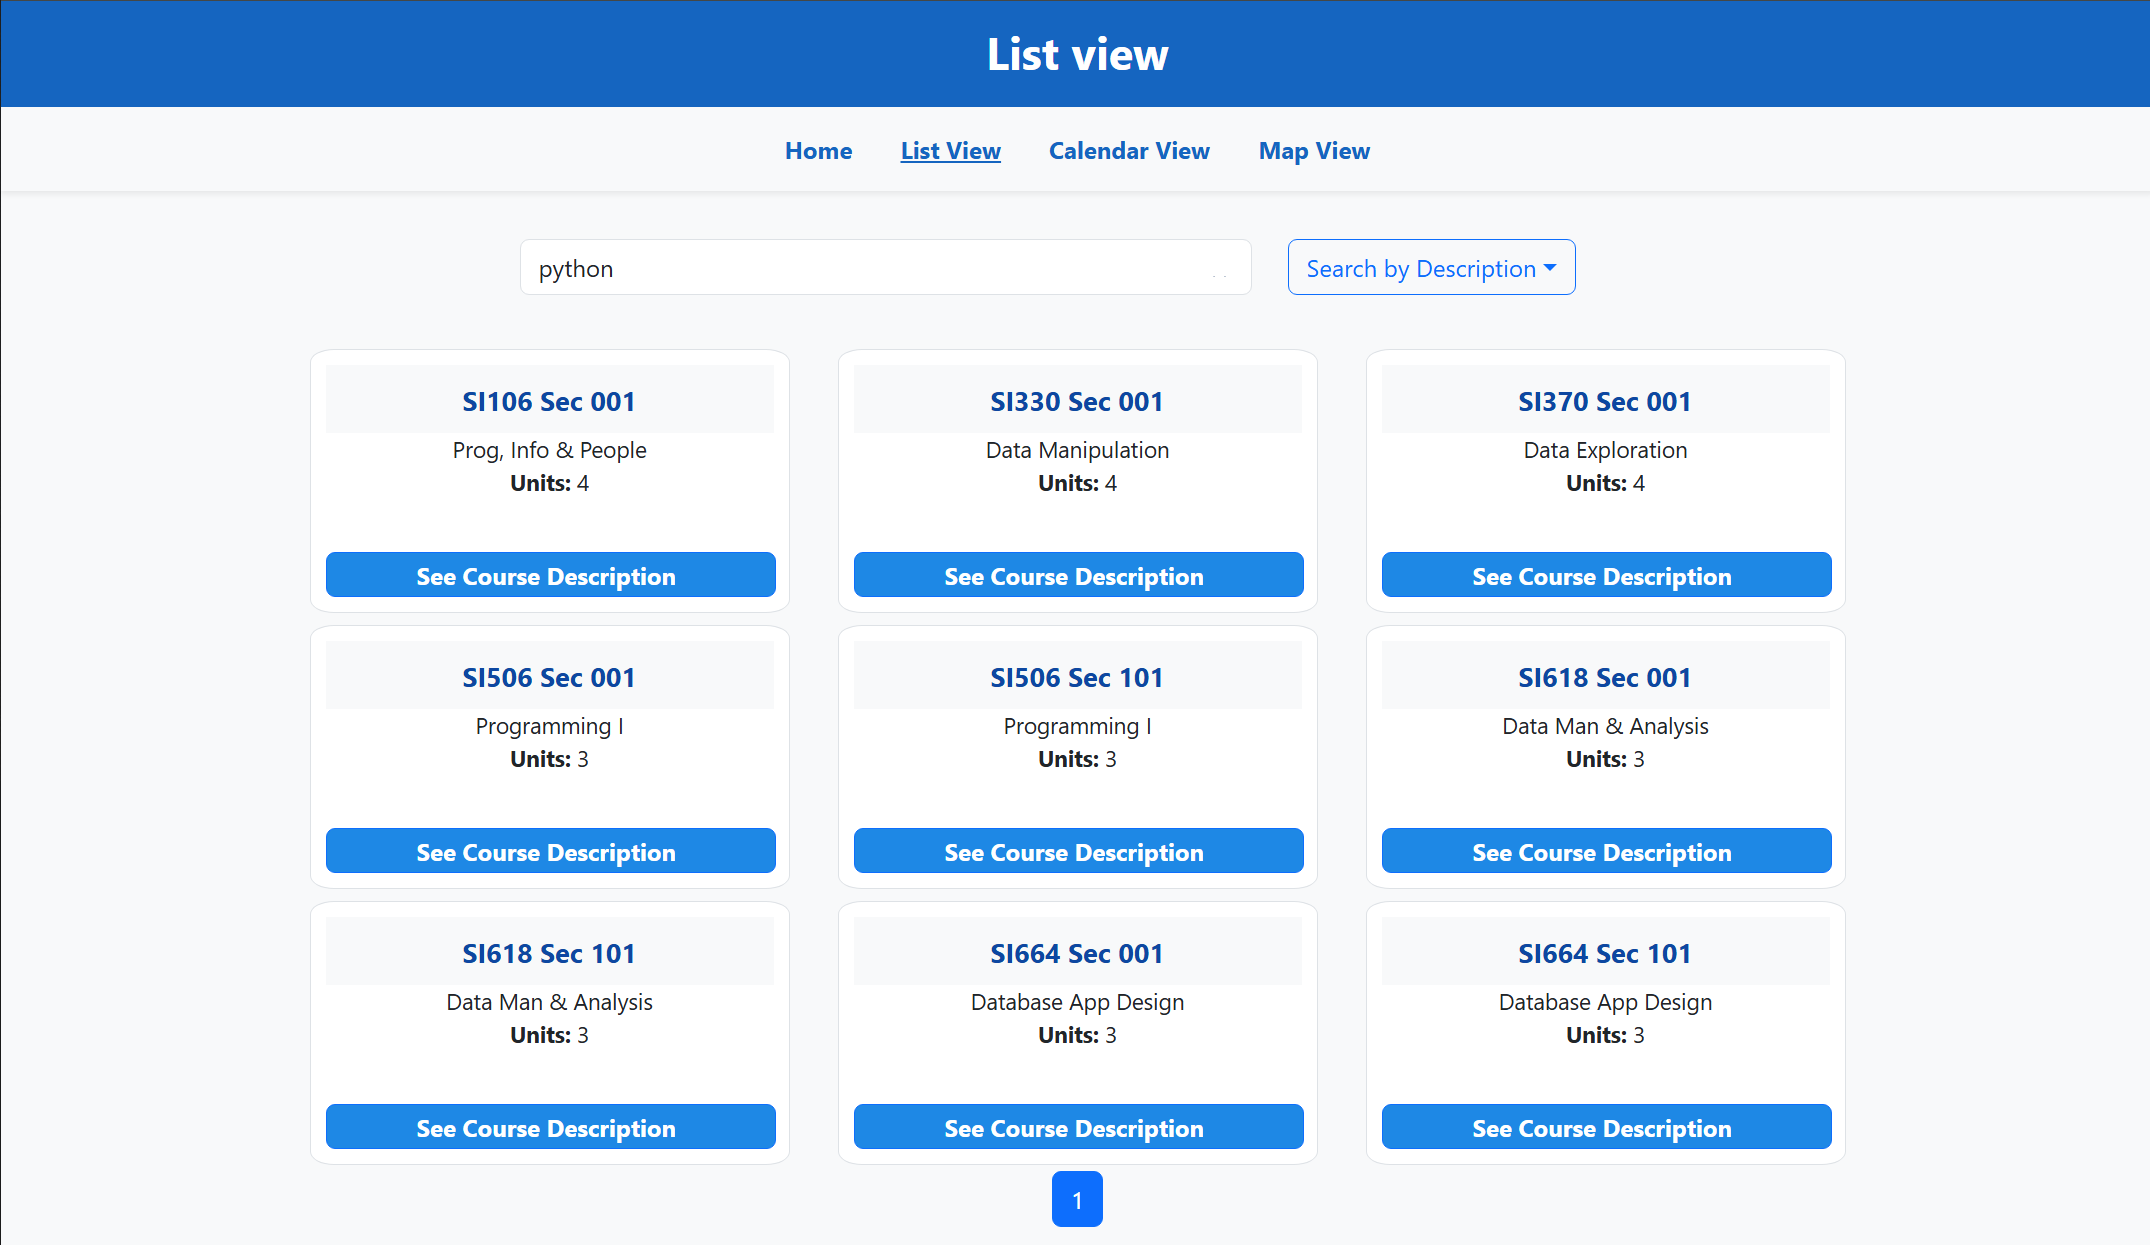 List view
Home List View Calendar View Map View
python
Search by Description
SI106 Sec 001
Prog, Info & People
Units: 4
See Course Description
SI330 Sec 001
Data Manipulation
Units: 4
See Course Description
SI370 Sec 001
Data Exploration
Units: 4
See Course Description
SI506 Sec 001
Programming I
Units: 3
See Course Description
SI506 Sec 101
Programming I
Units: 3
See Course Description
SI618 Sec 001
Data Man & Analysis
Units: 3
See Course Description
SI618 Sec 101
Data Man & Analysis
Units: 3
See Course Description
SI664 Sec 001
Database App Design
Units: 3
See Course Description
SI664 Sec 101
Database App Design
Units: 3
See Course Description
1